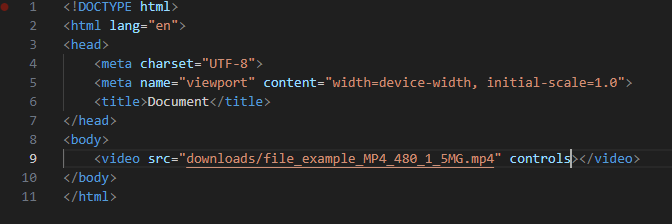 1 <!DOCTYPE html>
2 <html lang="en">
3 <head>
4 <meta charset="UTF-8">
5 <meta name="viewport" content="width=device-width, initial-scale=1.0">
6 <title>Document</title>
7 </head>
8 <body>
9 <video src="downloads/file_example_MP4_480_1_5MG.mp4" controls></video>
10 </body>
11 </html>